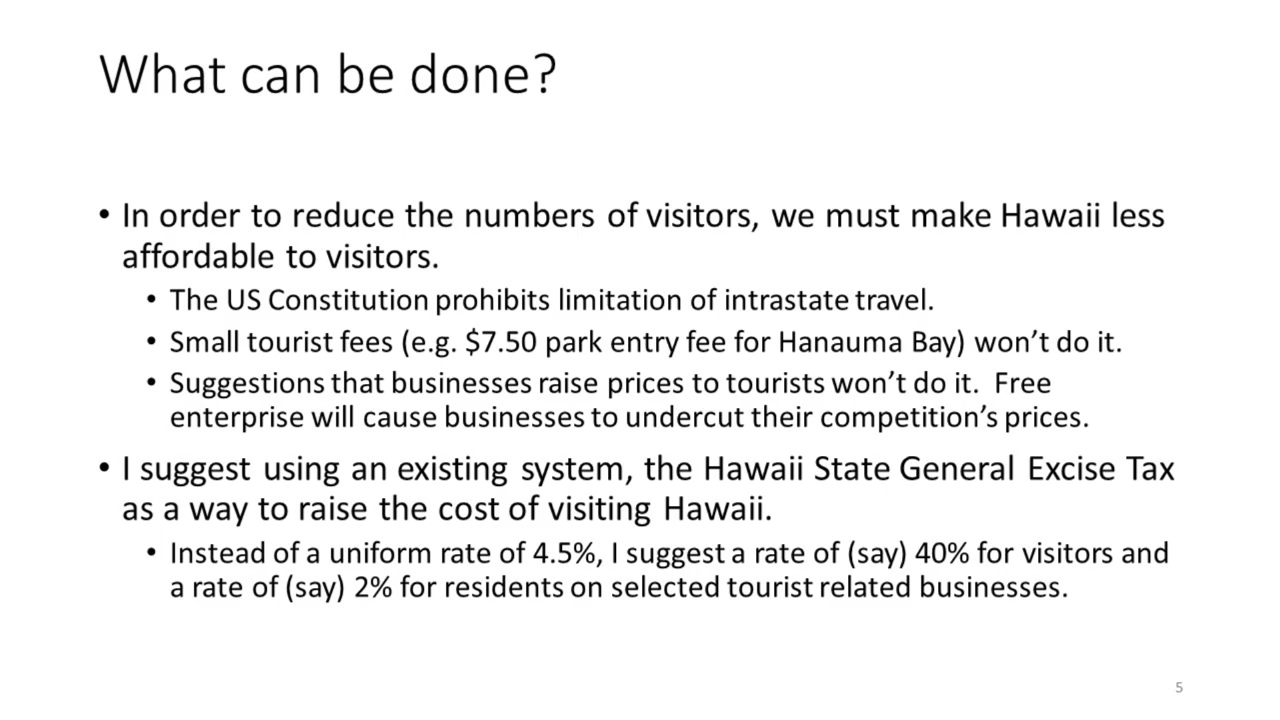 What can be done?
• In order to reduce the numbers of visitors, we must make Hawaii less
affordable to visitors.
• The US Constitution prohibits limitation of intrastate travel.
• Small tourist fees (e.g. $7.50 park entry fee for Hanauma Bay) won’t do it.
• Suggestions that businesses raise prices to tourists won’t do it.  Free
enterprise will cause businesses to undercut their competition’s prices.
• I suggest using an existing system, the Hawaii State General Excise Tax
as a way to raise the cost of visiting Hawaii.
• Instead of a uniform rate of 4.5%, I suggest a rate of (say) 40% for visitors and
a rate of (say) 2% for residents on selected tourist related businesses.
5